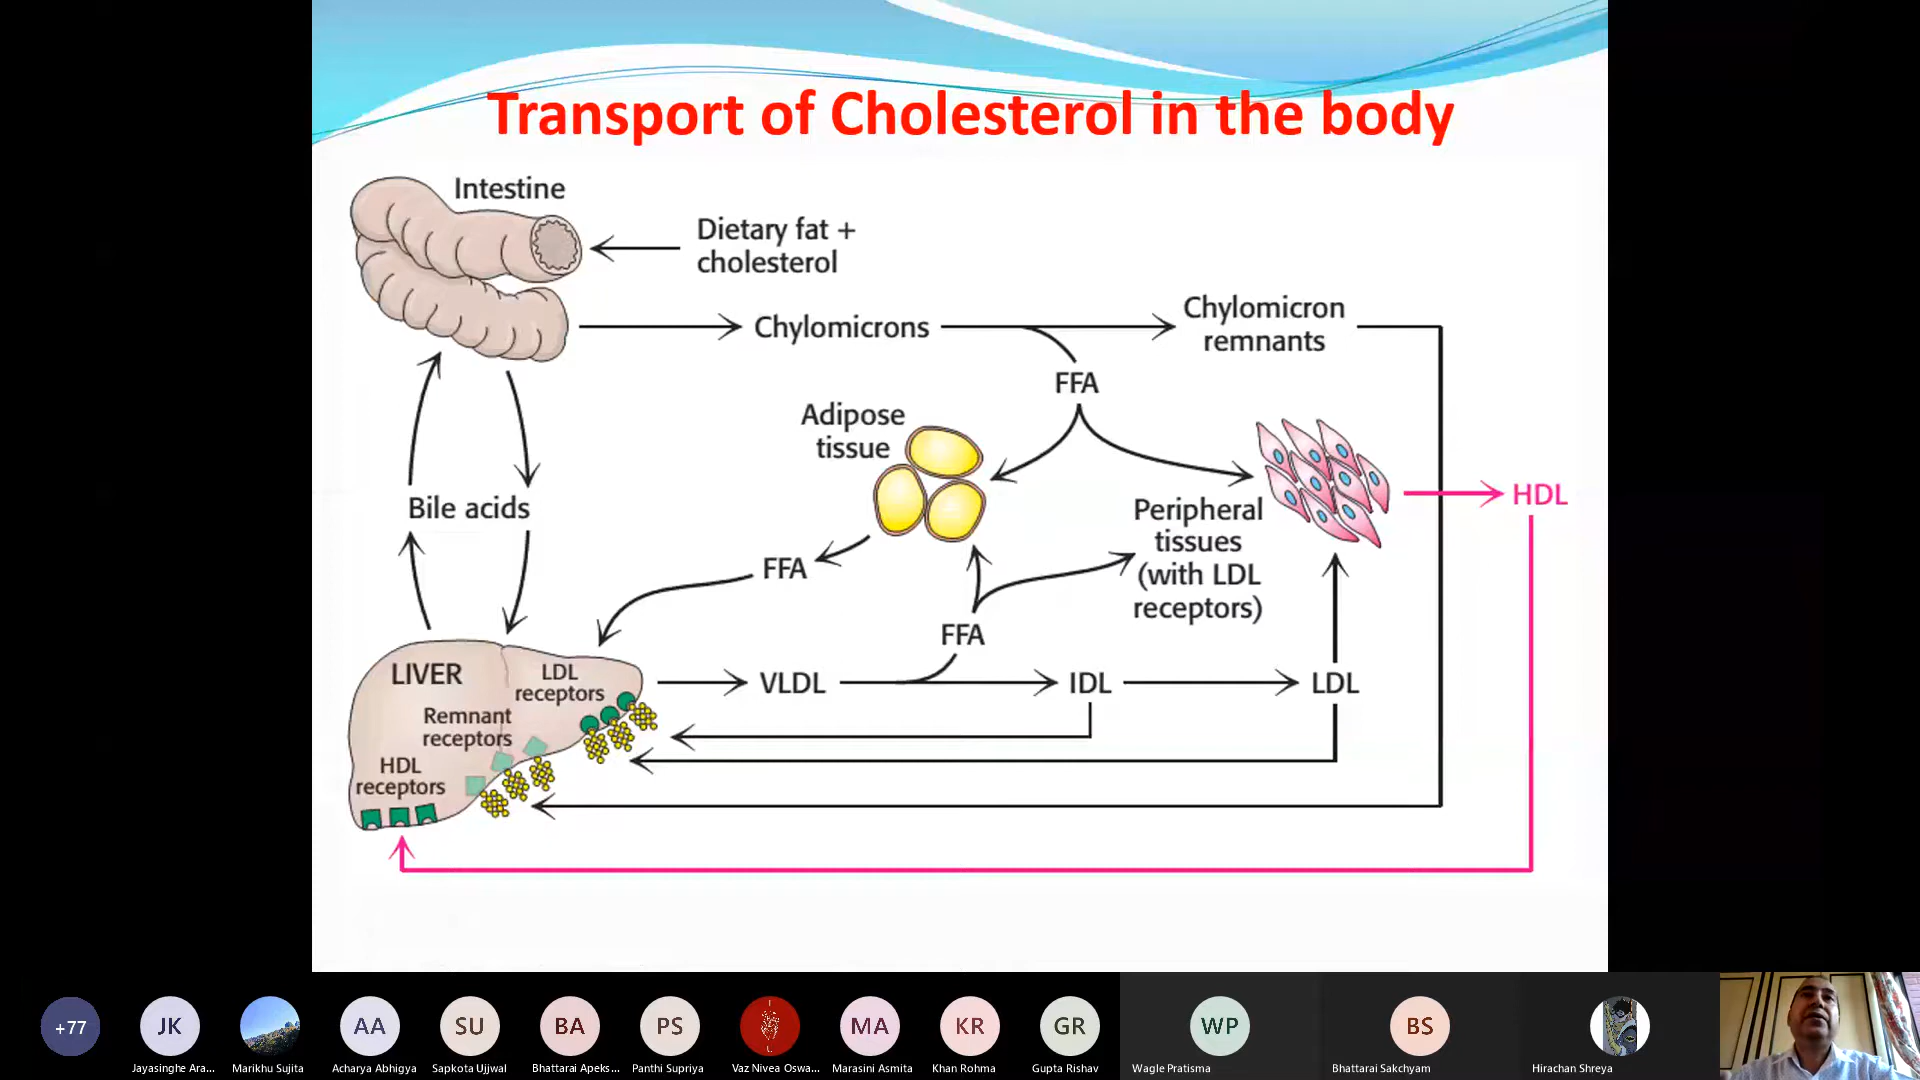 Transport of Cholesterol in the body
Intestine
Dietary fat +
cholesterol
Chylomicrons
Chylomicron
remnants
FFA
Adipose
tissue
HDL
Bile acids
Peripheral
tissues
(with LDL
receptors)
FFA
FFA
LIVER
LDL
receptors
VLDL
IDL
LDL
Remnant
receptors
HDL
receptors
+77
JK
AA
SU
BA
PS
MA
KR
GR
WP
BS
Jayasinghe Ara...
Marikhu Sujita
Acharya Abhigya
Sapkota Ujjwal
Bhattarai Apeks...
Panthi Supriya
Vaz Nivea Oswa...
Marasini Asmita
Khan Rohma
Gupta Rishav
Wagle Pratisma
Bhattarai Sakchyam
Hirachan Shreya